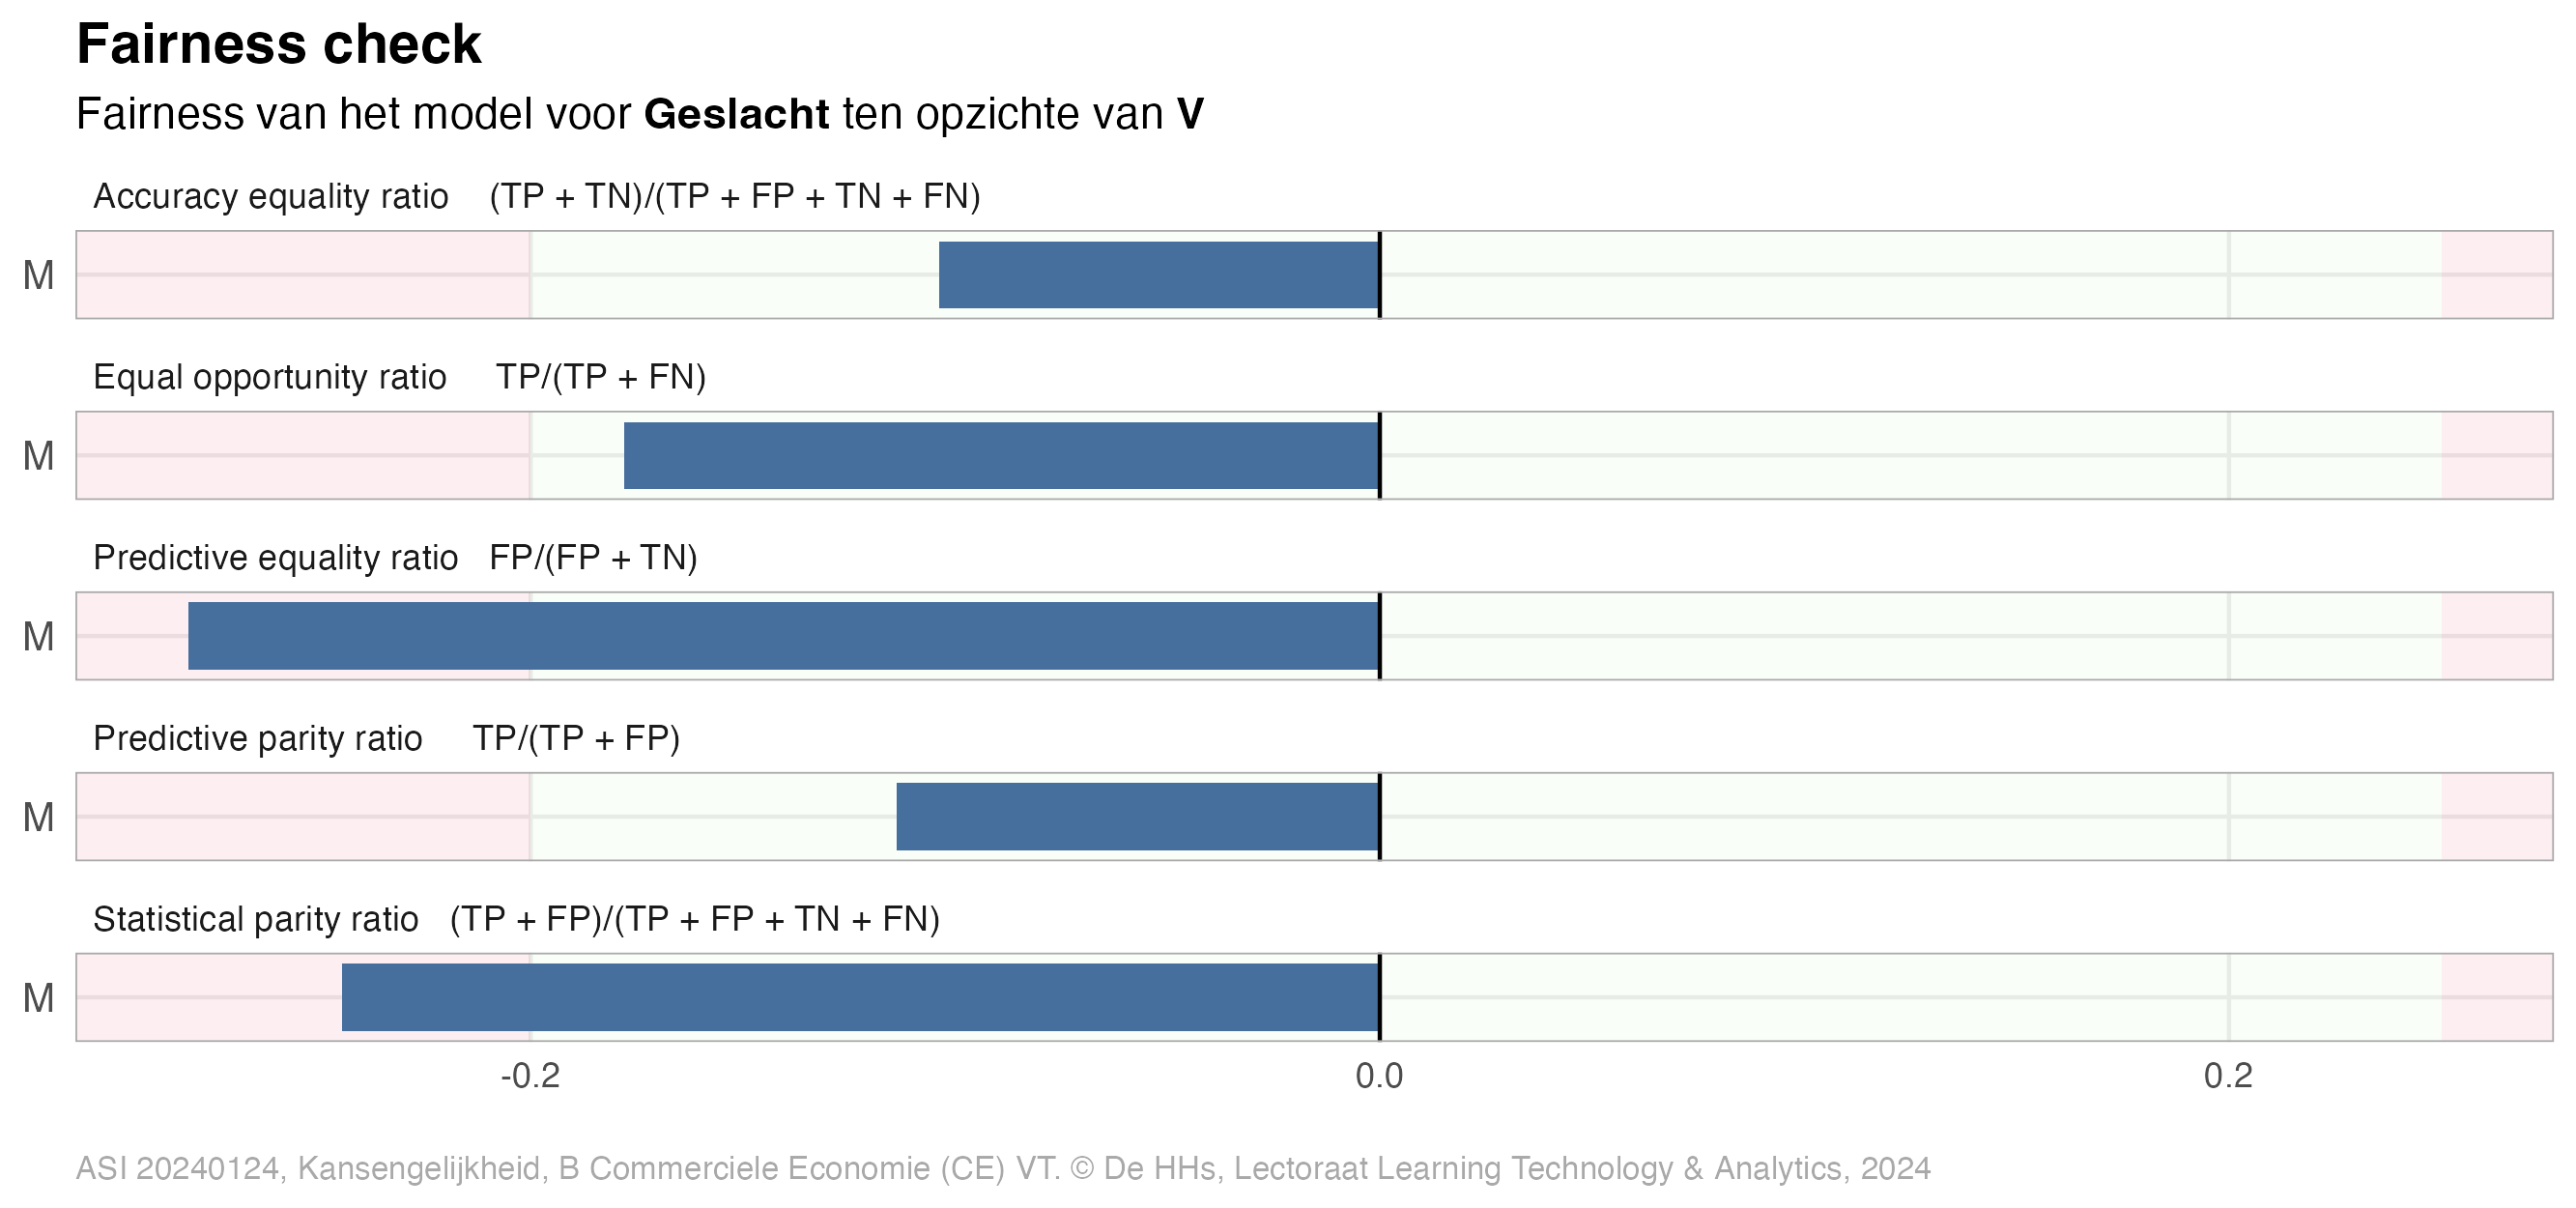 Fairness check
Fairness van het model voor Geslacht ten opzichte van V
Accuracy equality ratio (TP + TN)/(TP + FP + TN + FN)
M
Equal opportunity ratio TP/(TP + FN)
M
Predictive equality ratio FP/(FP + TN)
M
Predictive parity ratio TP/(TP + FP)
M
Statistical parity ratio (TP + FP)/(TP + FP + TN + FN)
M
-0.2 0.0 0.2
ASI 20240124, Kansengelijkheid, B Commerciele Economie (CE) VT. © De HHs, Lectoraat Learning Technology & Analytics, 2024